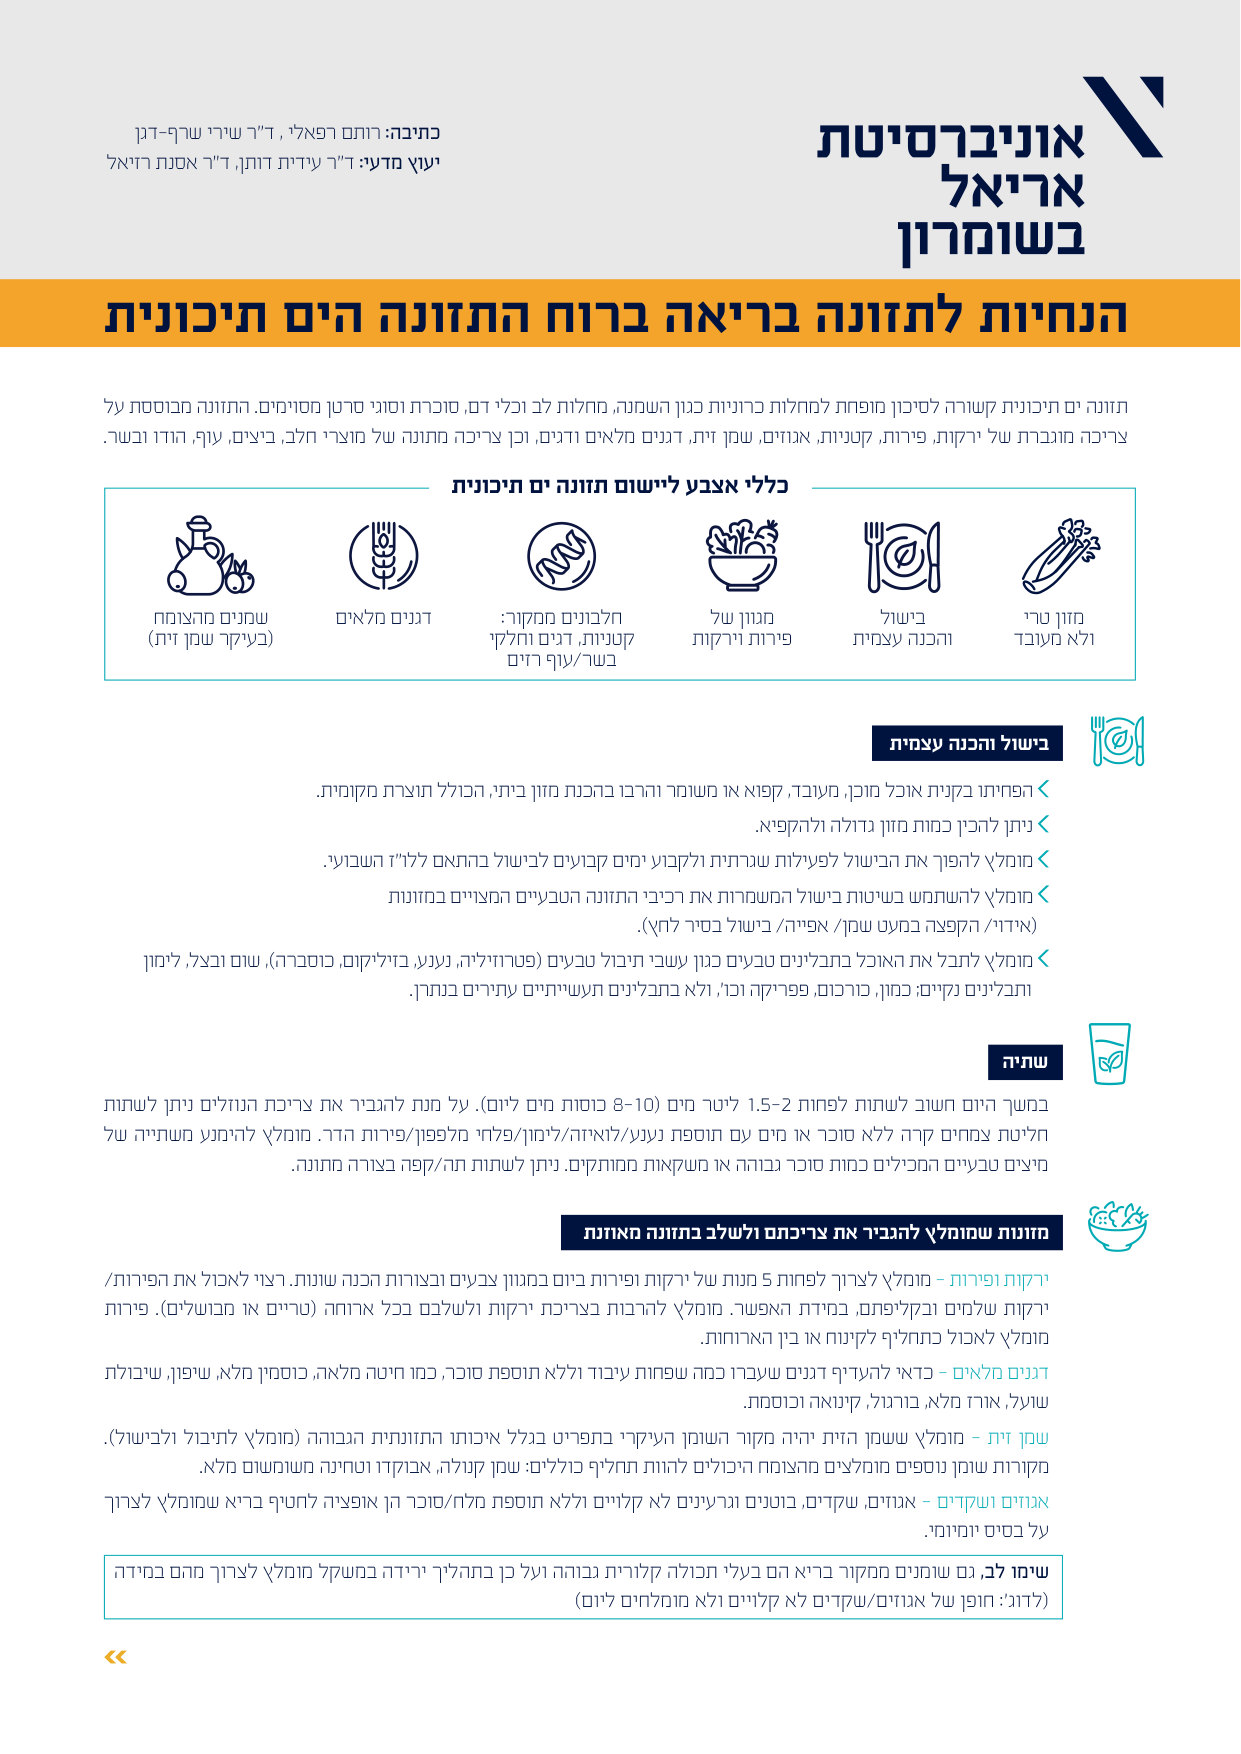 אוניברסיטת
אריאל
בשומרון
כתיבה: רותם רפאלי , ד"ר שירי שרף-דגן
יעוץ מדעי: ד"ר עידית דותן, ד"ר אסנת רזיאל
הנחיות לתזונה בריאה ברוח התזונה הים תיכונית
תזונה ים תיכונית קשורה לסיכון מופחת למחלות כרוניות כגון השמנה, מחלות לב וכלי דם, סוכרת וסוגי סרטן מסוימים. התזונה מבוססת על
צריכה מוגברת של ירקות, פירות, קטניות, אגוזים, שמן זית, דגנים מלאים ודגים, וכן צריכה מתונה של מוצרי חלב, ביצים, עוף, הודו ובשר.
כללי אצבע ליישום תזונה ים תיכונית
מזון טרי
ולא מעובד
בישול
והכנה עצמית
מגוון של
פירות וירקות
חלבונים ממקור:
קטניות, דגים וחלקי
בשר/עוף רזים
דגנים מלאים
שמנים מהצומח
(בעיקר שמן זית)
בישול והכנה עצמית
הפחיתו בקנית אוכל מוכן, מעובד, קפוא או משומר והרבו בהכנת מזון ביתי, הכולל תוצרת מקומית.
ניתן להכין כמות מזון גדולה ולהקפיא.
מומלץ להפוך את הבישול לפעילות שגרתית ולקבוע ימים קבועים לבישול בהתאם ללו"ז השבועי.
מומלץ להשתמש בשיטות בישול המשמרות את רכיבי התזונה הטבעיים המצויים במזונות
(אידוי/ הקפצה במעט שמן/ אפייה/ בישול בסיר לחץ).
מומלץ לתבל את האוכל בתבלינים טבעים כגון עשבי תיבול טבעים (פטרוזיליה, נענע, בזיליקום, כוסברה), שום ובצל, לימון
ותבלינים נקיים; כמון, כורכום, פפריקה וכו', ולא בתבלינים תעשייתיים עתירים בנתרן.
שתיה
במשך היום חשוב לשתות לפחות 1.5-2 ליטר מים (8-10 כוסות מים ליום). על מנת להגביר את צריכת הנוזלים ניתן לשתות
חליטת צמחים קרה ללא סוכר או מים עם תוספת נענע/לואיזה/לימון/פלחי מלפפון/פירות הדר. מומלץ להימנע משתייה של
מיצים טבעיים המכילים כמות סוכר גבוהה או משקאות ממותקים. ניתן לשתות תה/קפה בצורה מתונה.
מזונות שמומלץ להגביר את צריכתם ולשלב בתזונה מאוזנת
ירקות ופירות - מומלץ לצרוך לפחות 5 מנות של ירקות ופירות ביום במגוון צבעים ובצורות הכנה שונות. רצוי לאכול את הפירות/
ירקות שלמים ובקליפתם, במידת האפשר. מומלץ להרבות בצריכת ירקות ולשלבם בכל ארוחה (טריים או מבושלים). פירות
מומלץ לאכול כתחליף לקינוח או בין הארוחות.
דגנים מלאים - כדאי להעדיף דגנים שעברו כמה שפחות עיבוד וללא תוספת סוכר, כמו חיטה מלאה, כוסמין מלא, שיפון, שיבולת
שועל, אורז מלא, בורגול, קינואה וכוסמת.
שמן זית - מומלץ ששמן הזית יהיה מקור השומן העיקרי בתפריט בגלל איכותו התזונתית הגבוהה (מומלץ לתיבול ולבישול).
מקורות שומן נוספים מומלצים מהצומח היכולים להוות תחליף כוללים: שמן קנולה, אבוקדו וטחינה משומשום מלא.
אגוזים ושקדים - אגוזים, שקדים, בוטנים וגרעינים לא קלויים וללא תוספת מלח/סוכר הן אופציה לחטיף בריא שמומלץ לצרוך
על בסיס יומיומי.
שימו לב, גם שומנים ממקור בריא הם בעלי תכולה קלורית גבוהה ועל כן בתהליך ירידה במשקל מומלץ לצרוך מהם במידה
(לדוג': חופן של אגוזים/שקדים לא קלויים ולא מומלחים ליום)